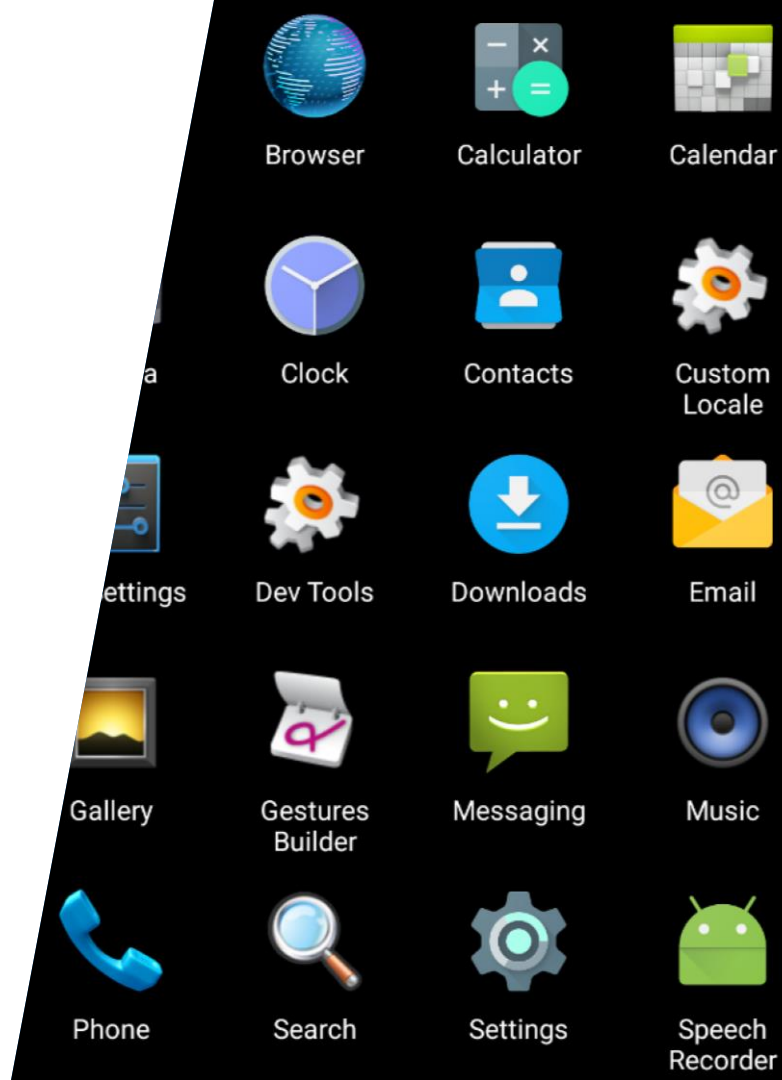 Browser Calculator Calendar
Clock Contacts Custom
Locale
Dev Tools Downloads Email
Gallery Gestures Messaging Music
Builder
Phone Search Settings Speech
Recorder